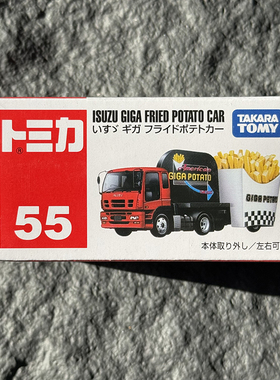 トミカ
®
55
ISUZU GIGA FRIED POTATO CAR
いすゞ ギガ フライドポテトカー
TAKARA
TOMY
American
GIGA POTATO
GIGA POTATO
本体取り外し/左右可